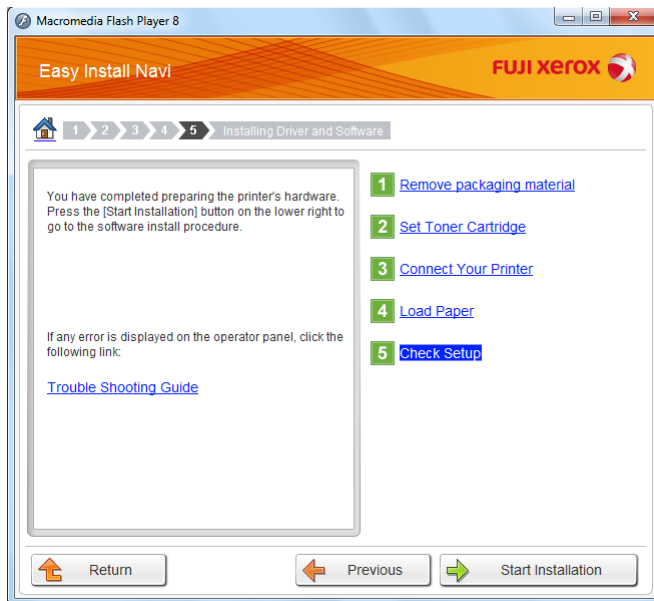 Macromedia Flash Player 8
Easy Install Navi
FUJI xerox
1 2 3 4 5 Installing Driver and Software
You have completed preparing the printer's hardware.
Press the [Start Installation] button on the lower right to
go to the software install procedure.
If any error is displayed on the operator panel, click the
following link:
Trouble Shooting Guide
1 Remove packaging material
2 Set Toner Cartridge
3 Connect Your Printer
4 Load Paper
5 Check Setup
Return
Previous
Start Installation